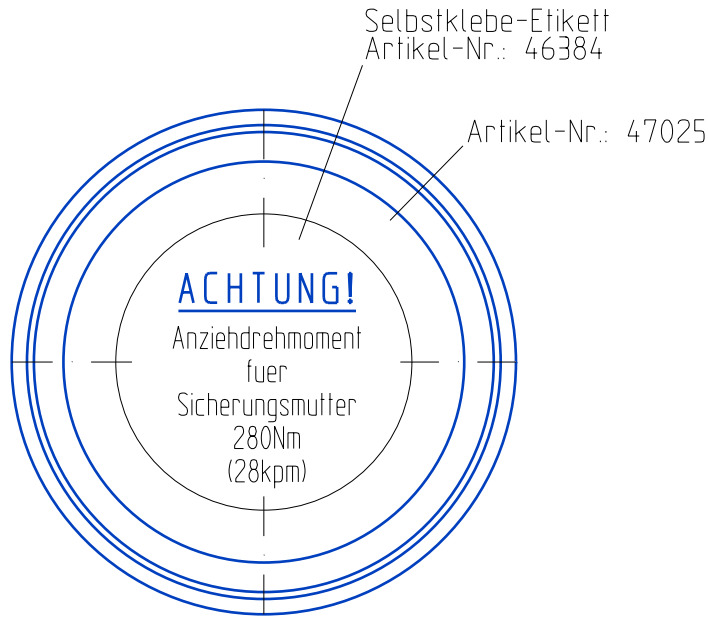 Selbstklebe-Etikett
Artikel-Nr.: 46384
Artikel-Nr.: 47025
ACHTUNG!
Anziehdrehmoment
fuer
Sicherungsmutter
280Nm
(28kpm)